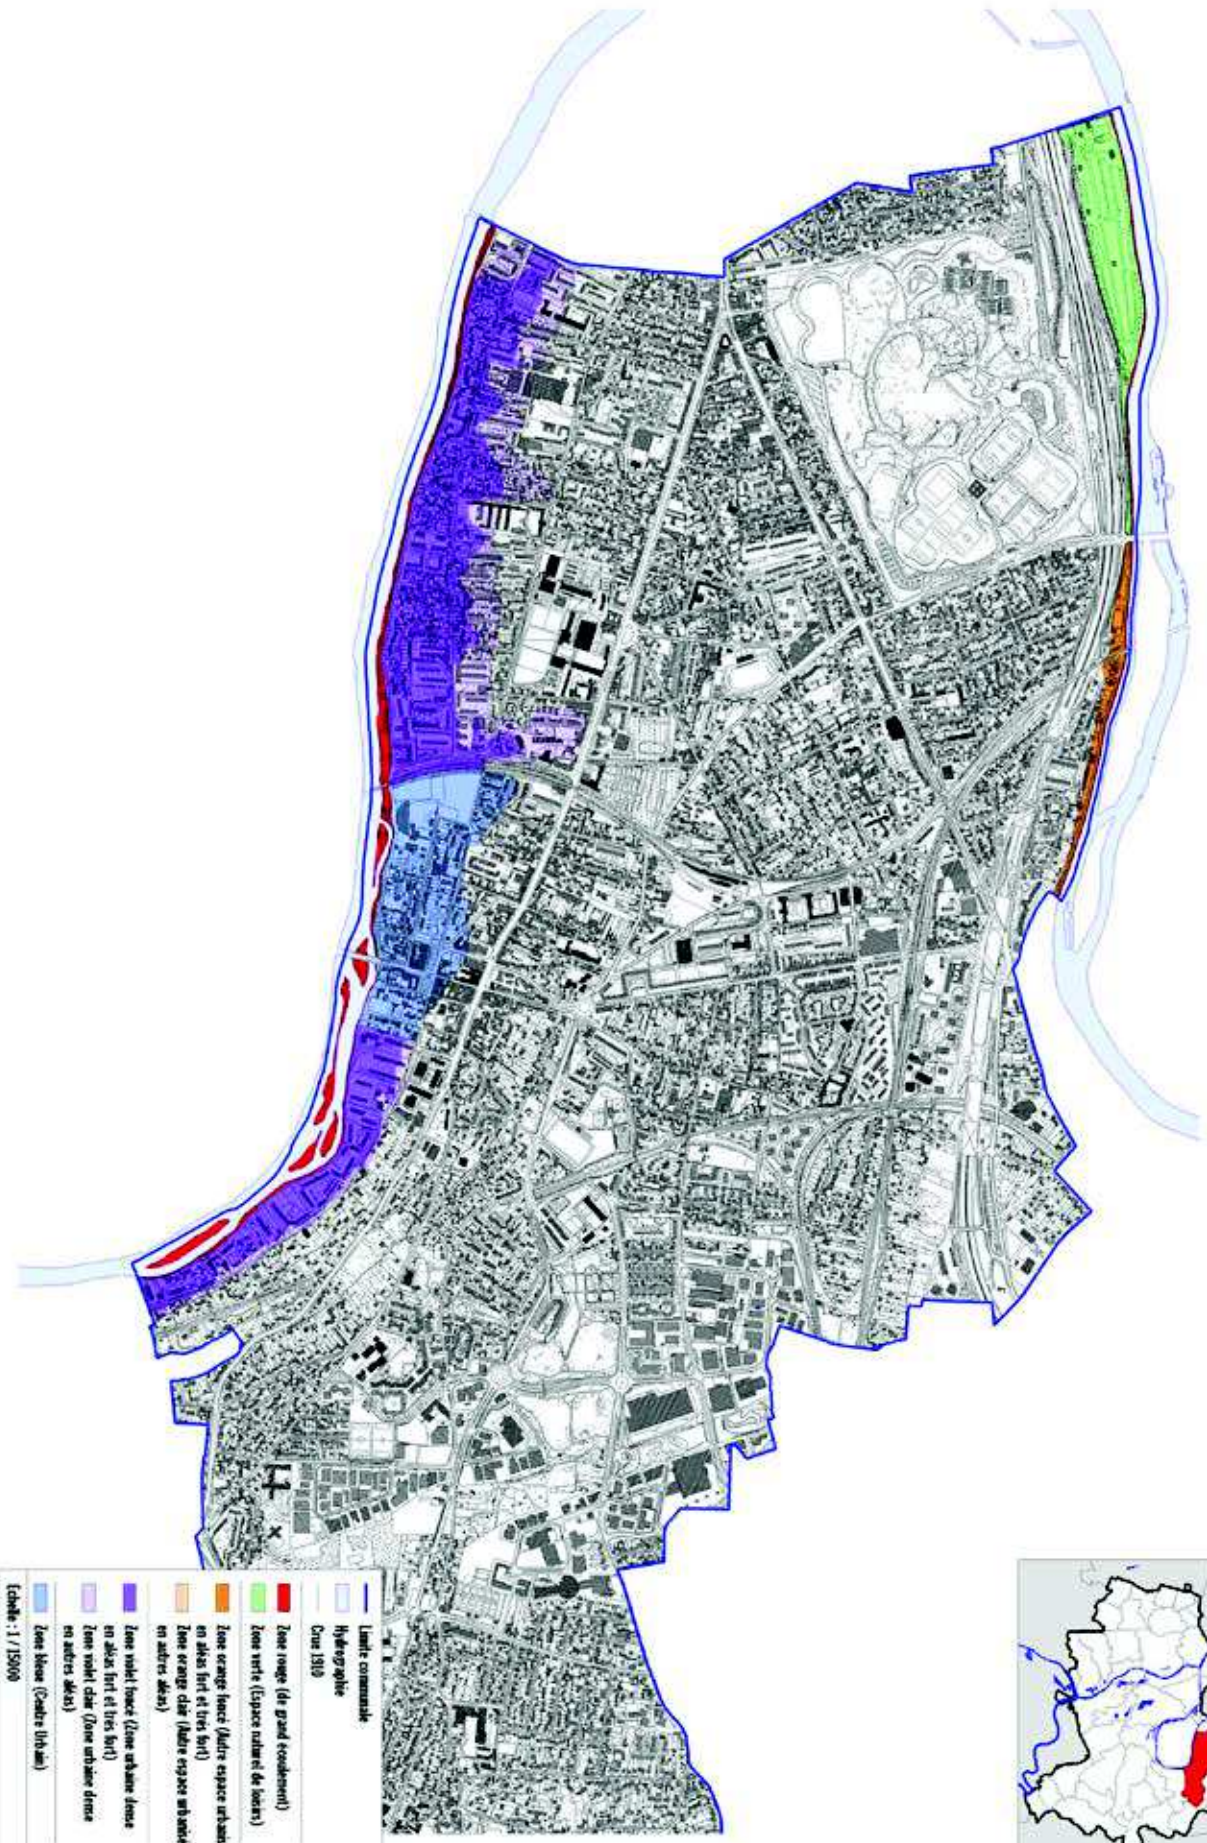 Limite communale
Hydrographie
Crue 1910
Zone rouge (de grand écoulement)
Zone verte (Espace naturel de loisirs)
Zone orange foncé (Autre espace urbanis
en aléas fort et très fort)
Zone orange clair (Autre espace urbanisé
en autres aléas)
Zone violet foncé (Zone urbaine dense
en aléas fort et très fort)
Zone violet clair (Zone urbaine dense
en autres aléas)
Zone bleue (Centre Urbain)
Echelle : 1 / 15000